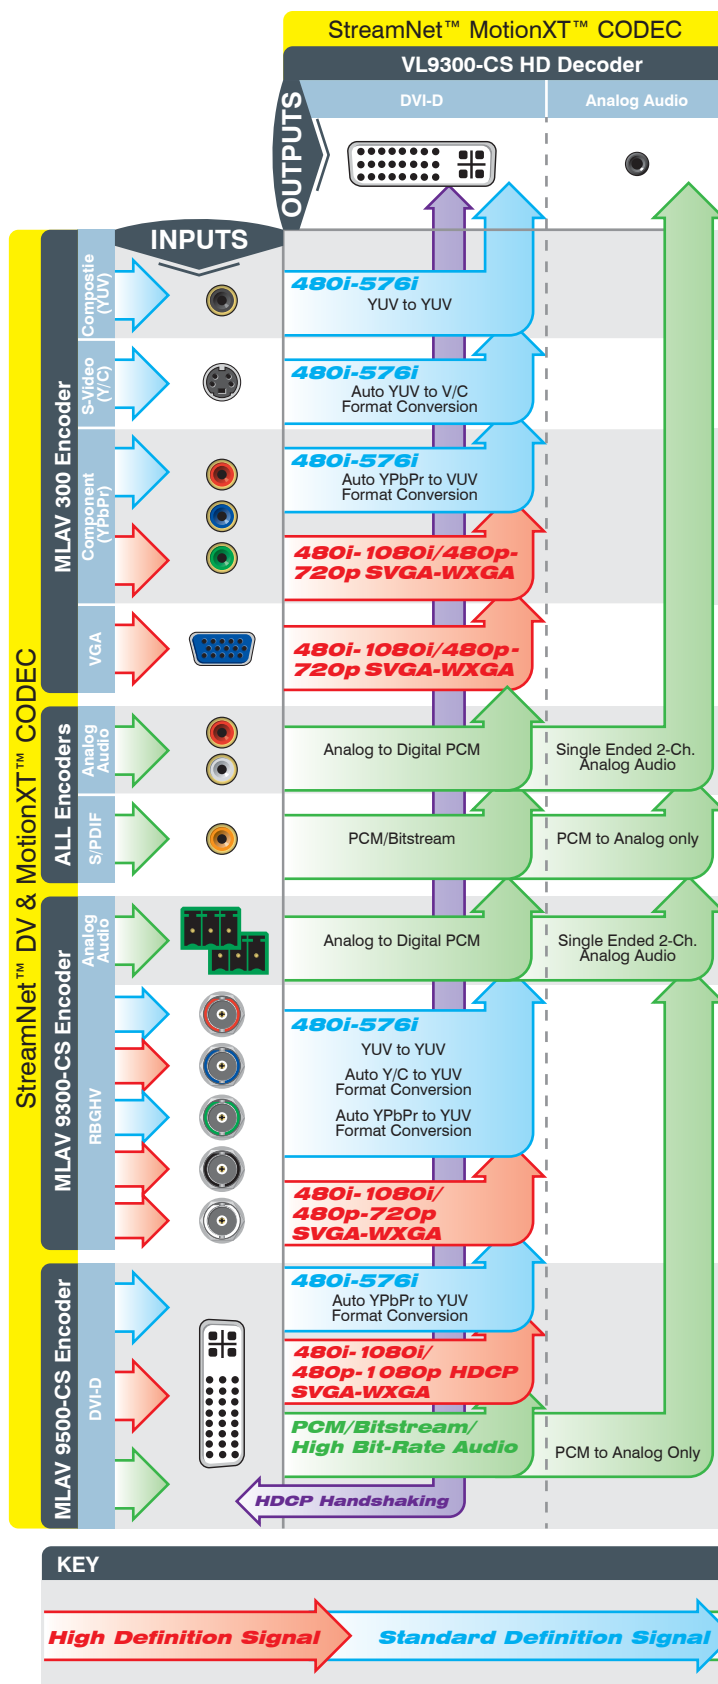 StreamNet™ MotionXT™ CODEC
VL9300-CS HD Decoder
DVI-D
Analog Audio
OUTPUTS
INPUTS
StreamNet™ DV & MotionXT™ CODEC
MLAV 300 Encoder
Compostie
(YUV)
480i-576i
YUV to YUV
S-Video
(Y/C)
480i-576i
Auto YUV to V/C
Format Conversion
Component
(YPbPr)
480i-576i
Auto YPbPr to VUV
Format Conversion
480i-1080i/480p-
720p SVGA-WXGA
VGA
480i-1080i/480p-
720p SVGA-WXGA
ALL Encoders
Analog
Audio
Analog to Digital PCM
Single Ended 2-Ch.
Analog Audio
S/PDIF
PCM/Bitstream
PCM to Analog only
MLAV 9300-CS Encoder
Analog
Audio
Analog to Digital PCM
Single Ended 2-Ch.
Analog Audio
RBGHV
480i-576i
YUV to YUV
Auto Y/C to YUV
Format Conversion
Auto YPbPr to YUV
Format Conversion
480i-1080i/
480p-720p
SVGA-WXGA
MLAV 9500-CS Encoder
DVI-D
480i-576i
Auto YPbPr to YUV
Format Conversion
480i-1080i/
480p-1080p HDCP
SVGA-WXGA
PCM/Bitstream/
High Bit-Rate Audio
PCM to Analog Only
HDCP Handshaking
KEY
High Definition Signal
Standard Definition Signal